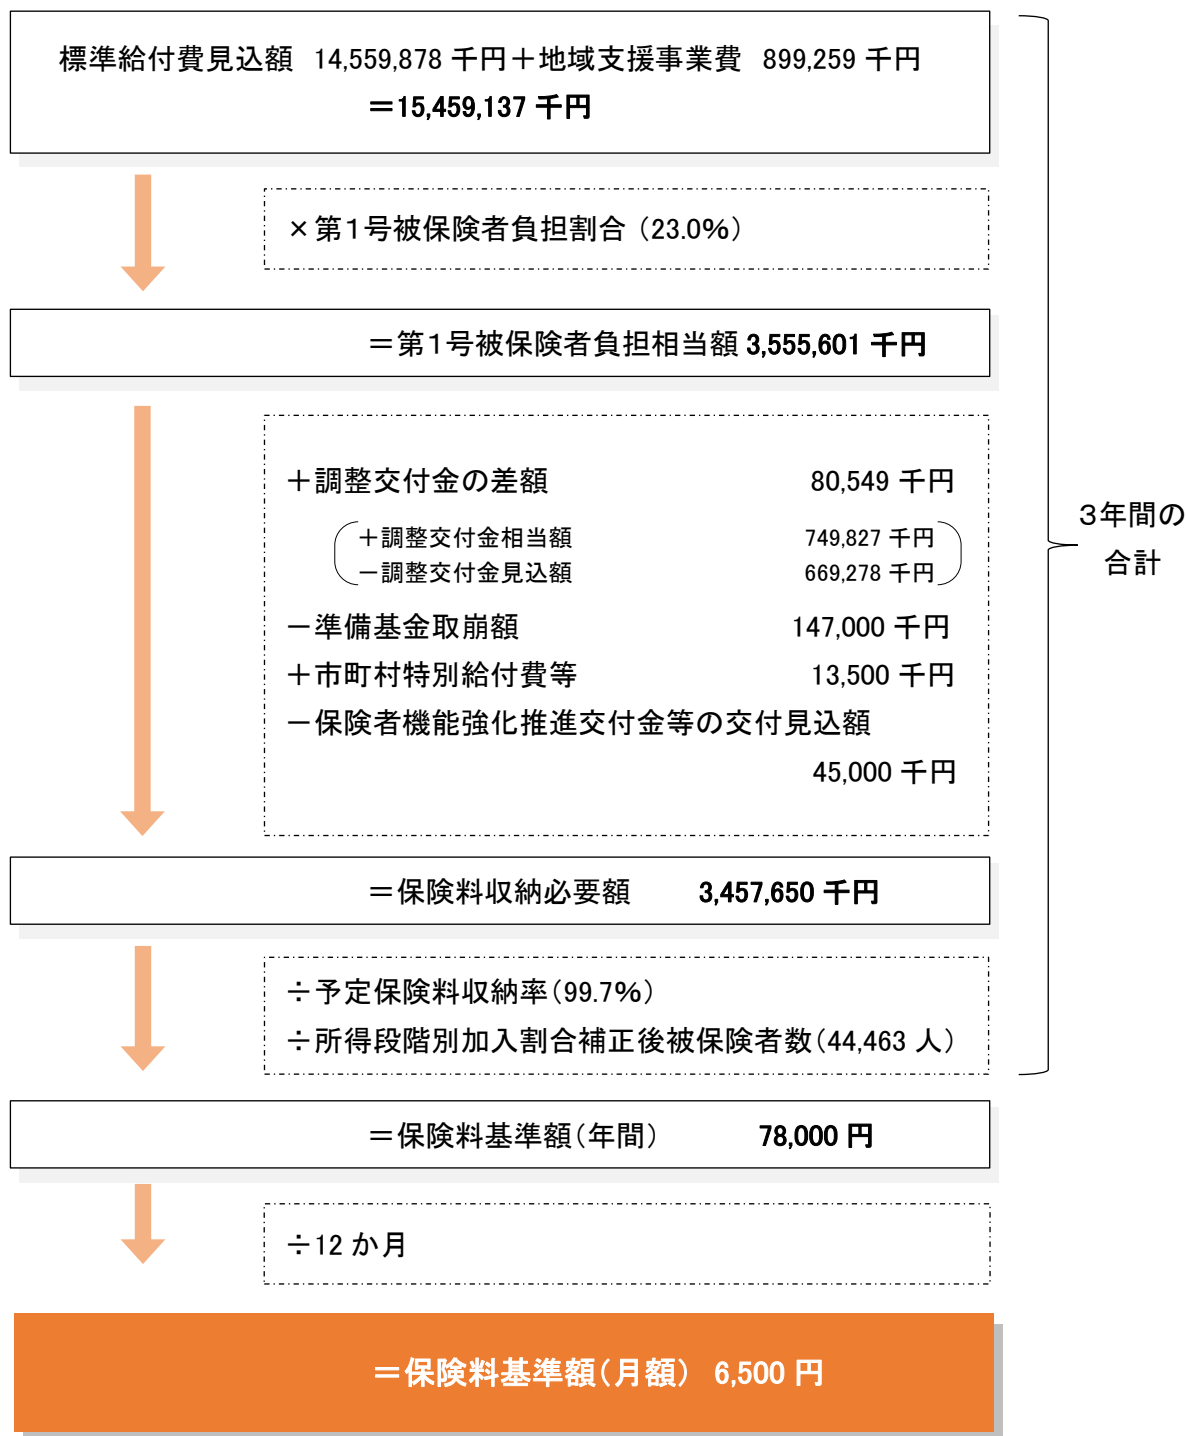 標準給付費見込額 14,559,878 千円＋地域支援事業費 899,259 千円
＝15,459,137 千円
×第１号被保険者負担割合（23.0％）
＝第１号被保険者負担相当額 3,555,601 千円
＋調整交付金の差額 80,549 千円
＋調整交付金相当額 749,827 千円
－調整交付金見込額 669,278 千円
－準備基金取崩額 147,000 千円
＋市町村特別給付費等 13,500 千円
－保険者機能強化推進交付金等の交付見込額
45,000 千円
３年間の
合計
＝保険料収納必要額 3,457,650 千円
÷予定保険料収納率（99.7％）
÷所得段階別加入割合補正後被保険者数（44,463 人）
＝保険料基準額（年間） 78,000 円
÷12 か月
＝保険料基準額（月額） 6,500 円